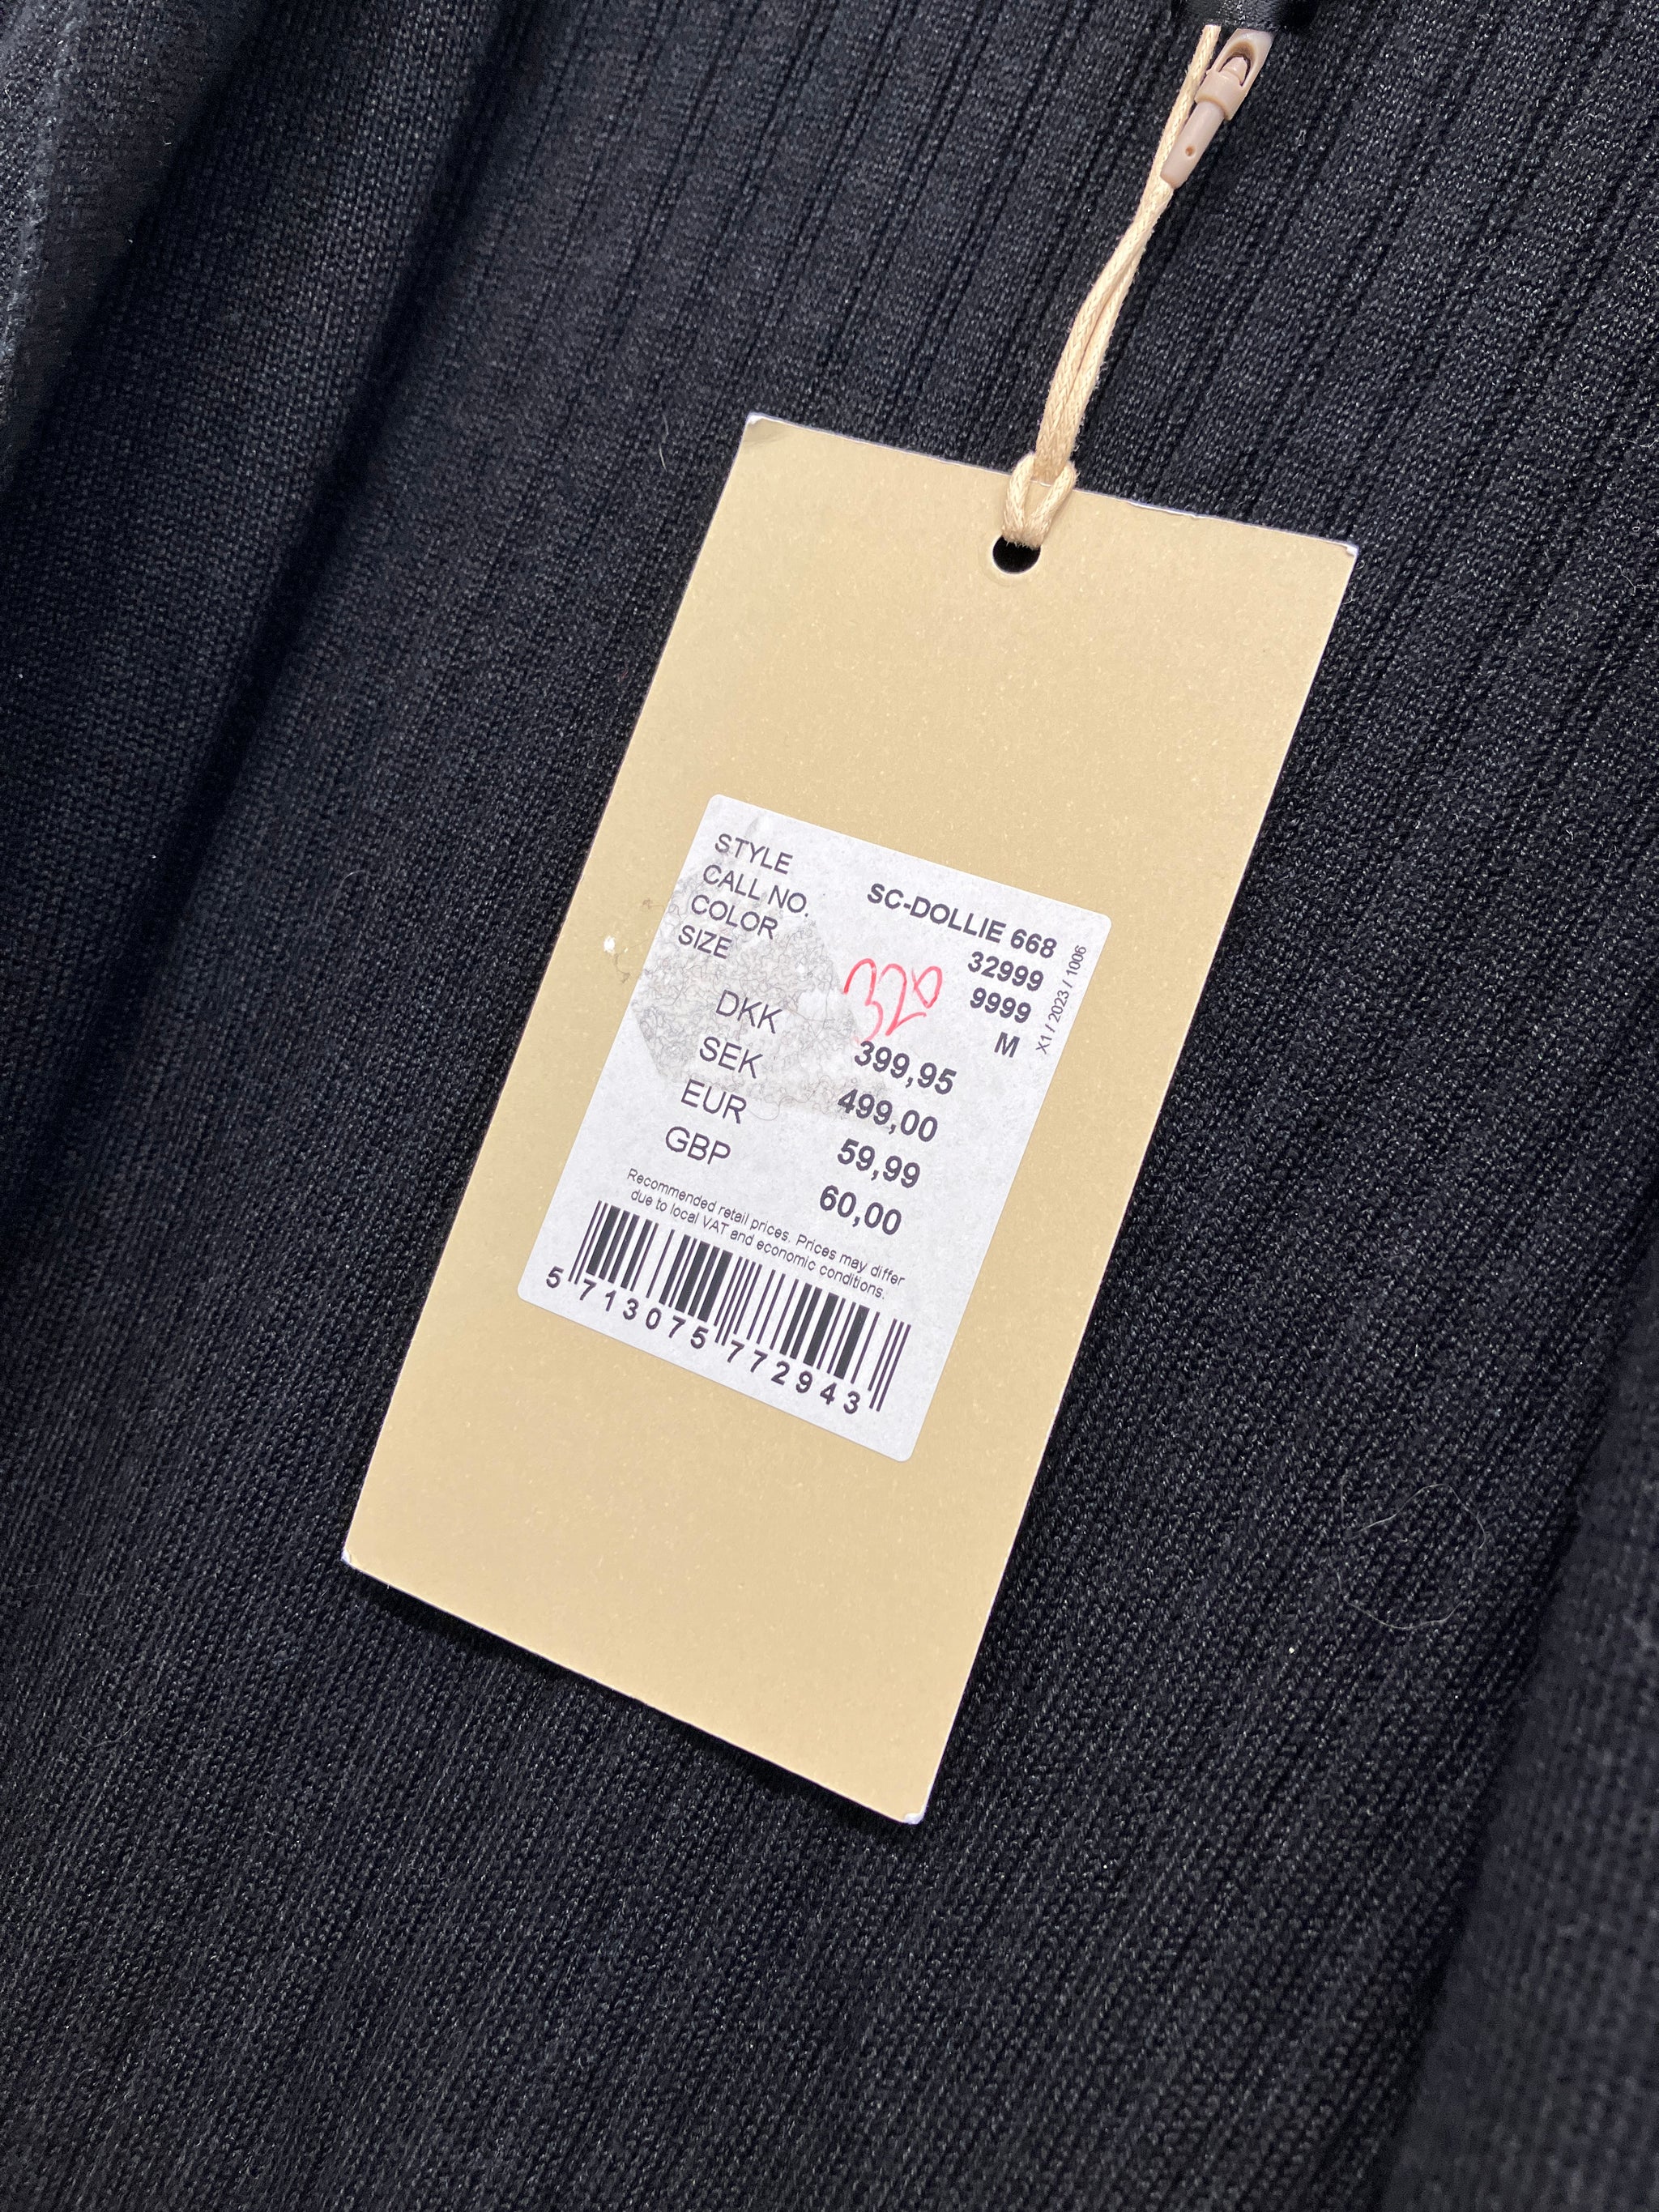 STYLE SC-DOLLIE 668
CALL NO. 32999
COLOR 9999
SIZE M
X1 / 2023 / 1006
320
DKK 399,95
SEK 499,00
EUR 59,99
GBP 60,00
Recommended retail prices. Prices may differ
due to local VAT and economic conditions.
5 713075 772943